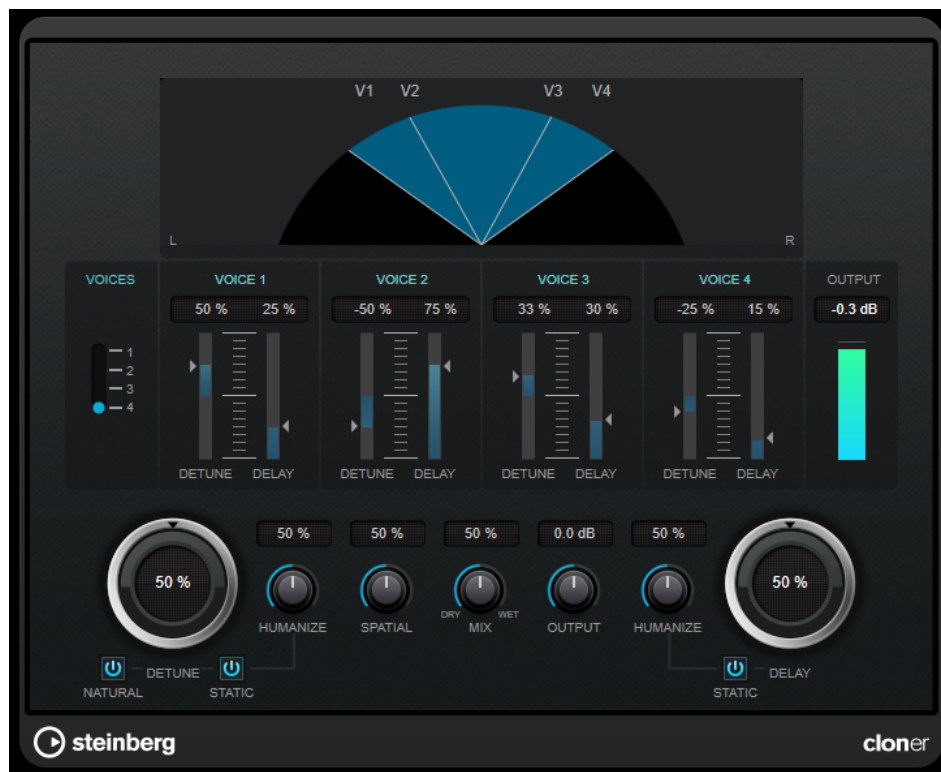 V1 V2 V3 V4
L R
VOICES VOICE 1 VOICE 2 VOICE 3 VOICE 4 OUTPUT
50 % 25 % -50 % 75 % 33 % 30 % -25 % 15 % -0.3 dB
1
2
3
4
DETUNE DELAY DETUNE DELAY DETUNE DELAY DETUNE DELAY
50 % 50 % 50 % 0.0 dB 50 %
50 % 50 %
DRY WET
HUMANIZE SPATIAL MIX OUTPUT HUMANIZE
DETUNE DELAY
NATURAL STATIC STATIC
steinberg cloner